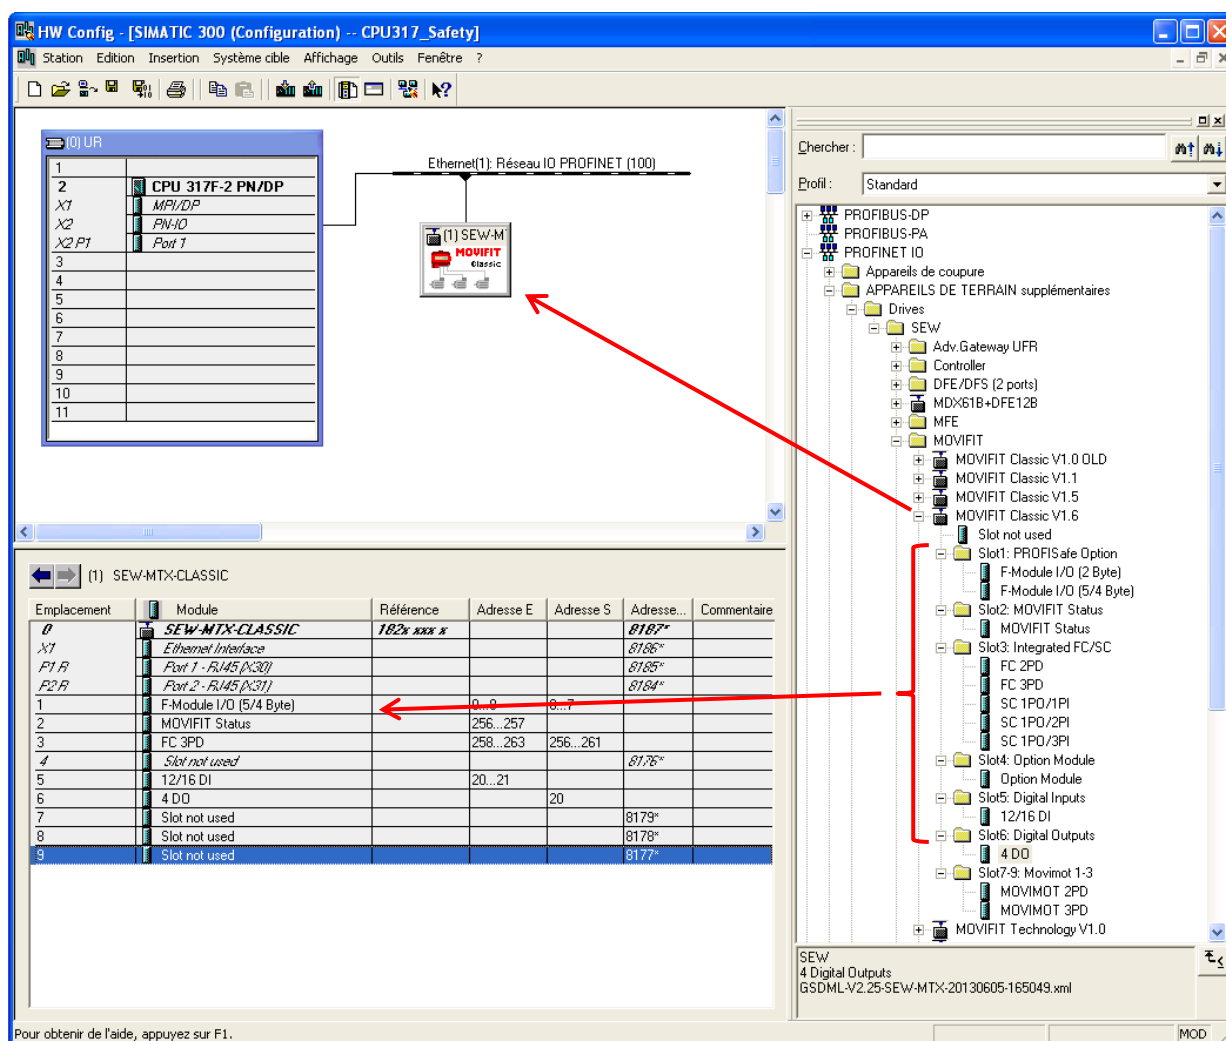 HW Config - [SIMATIC 300 (Configuration) -- CPU317_Safety]
Station Edition Insertion Système cible Affichage Outils Fenêtre ?
(0) UR
1
2 CPU 317F-2 PN/DP
X1 MPI/DP
X2 PN-IO
X2 P1 Port 1
3
4
5
6
7
8
9
10
11
Ethernet(1): Réseau IO PROFINET (100)
(1) SEW-M
MOVIFIT
Classic
(1) SEW-MTX-CLASSIC
Emplacement Module Référence Adresse E Adresse S Adresse... Commentaire
0 SEW-MTX-CLASSIC 182x xxx x 8187*
X1 Ethernet Interface 8186*
P1 R Port 1 - RJ45 (X30) 8185*
P2 R Port 2 - RJ45 (X31) 8184*
1 F-Module I/O (5/4 Byte)
2 MOVIFIT Status 256...257
3 FC 3PD 258...263 256...261
4 Slot not used 8176*
5 12/16 DI 20...21
6 4 DO 20
7 Slot not used 8179*
8 Slot not used 8178*
9 Slot not used 8177*
Chercher :
Profil : Standard
PROFIBUS-DP
PROFIBUS-PA
PROFINET IO
Appareils de coupure
APPAREILS DE TERRAIN supplémentaires
Drives
SEW
Adv.Gateway UFR
Controller
DFE/DFS (2 ports)
MDX61B+DFE12B
MFE
MOVIFIT
MOVIFIT Classic V1.0 OLD
MOVIFIT Classic V1.1
MOVIFIT Classic V1.5
MOVIFIT Classic V1.6
Slot not used
Slot1: PROFISafe Option
F-Module I/O (2 Byte)
F-Module I/O (5/4 Byte)
Slot2: MOVIFIT Status
MOVIFIT Status
Slot3: Integrated FC/SC
FC 2PD
FC 3PD
SC 1PO/1PI
SC 1PO/2PI
SC 1PO/3PI
Slot4: Option Module
Option Module
Slot5: Digital Inputs
12/16 DI
Slot6: Digital Outputs
4 DO
Slot7-9: Movimot 1-3
MOVIMOT 2PD
MOVIMOT 3PD
MOVIFIT Technology V1.0
SEW
4 Digital Outputs
GSDML-V2.25-SEW-MTX-20130605-165049.xml
Pour obtenir de l'aide, appuyez sur F1.
MOD